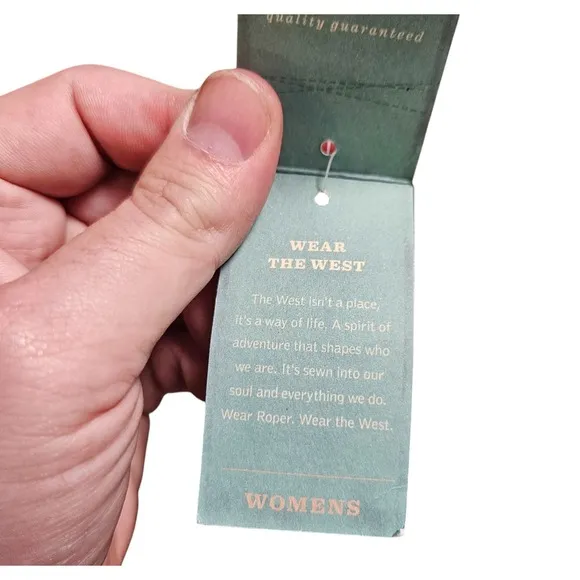 quality guaranteed
WEAR
THE WEST
The West isn't a place,
it's a way of life. A spirit of
adventure that shapes who
we are. It's sewn into our
soul and everything we do.
Wear Roper. Wear the West.
WOMENS